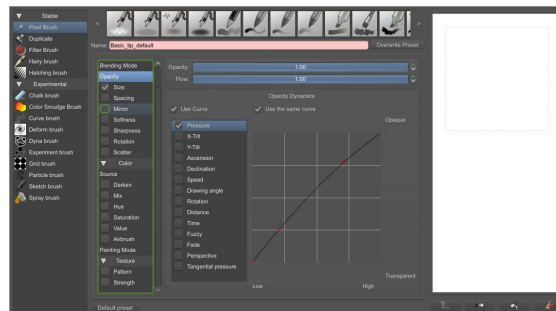 Stable
Pixel Brush
Duplicate
Filter Brush
Hairy brush
Hatching brush
Experimental
Chalk brush
Color Smudge Brush
Curve brush
Deform brush
Dyna brush
Experiment brush
Grid brush
Particle brush
Sketch brush
Spray brush
Name: Basic_tip_default
Overwrite Preset
Blending Mode
Opacity
Size
Spacing
Mirror
Softness
Sharpness
Rotation
Scatter
Color
Source
Darken
Mix
Hue
Saturation
Value
Airbrush
Painting Mode
Texture
Pattern
Strength
Opacity: 1.00
Flow: 1.00
Opacity Dynamics
Use Curve
Use the same curve
Pressure
X-Tilt
Y-Tilt
Ascension
Declination
Speed
Drawing angle
Rotation
Distance
Time
Fuzzy
Fade
Perspective
Tangential pressure
Opaque
Transparent
Low High
Default preset